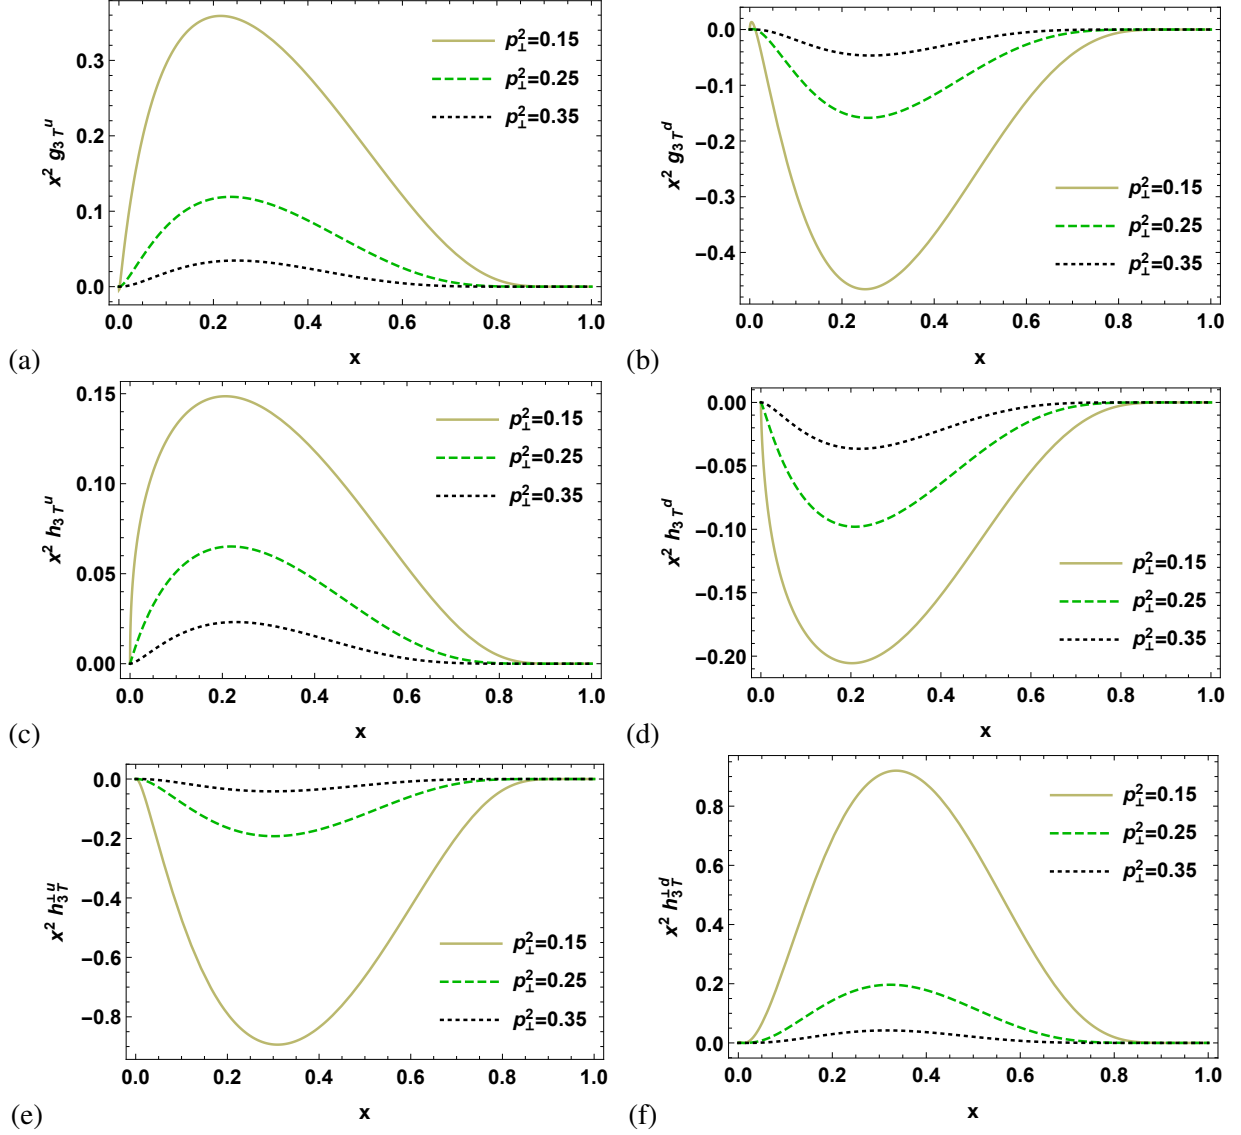 x² g₃T^u
0.3
0.2
0.1
0.0
p⊥²=0.15
p⊥²=0.25
p⊥²=0.35
0.0 0.2 0.4 0.6 0.8 1.0
(a) x
x² g₃T^d
0.0
−0.1
−0.2
−0.3
−0.4
p⊥²=0.15
p⊥²=0.25
p⊥²=0.35
0.0 0.2 0.4 0.6 0.8 1.0
(b) x
x² h₃T^u
0.15
0.10
0.05
0.00
p⊥²=0.15
p⊥²=0.25
p⊥²=0.35
0.0 0.2 0.4 0.6 0.8 1.0
(c) x
x² h₃T^d
0.00
−0.05
−0.10
−0.15
−0.20
p⊥²=0.15
p⊥²=0.25
p⊥²=0.35
0.0 0.2 0.4 0.6 0.8 1.0
(d) x
x² h₃T^⊥u
0.0
−0.2
−0.4
−0.6
−0.8
p⊥²=0.15
p⊥²=0.25
p⊥²=0.35
0.0 0.2 0.4 0.6 0.8 1.0
(e) x
x² h₃T^⊥d
0.8
0.6
0.4
0.2
0.0
p⊥²=0.15
p⊥²=0.25
p⊥²=0.35
0.0 0.2 0.4 0.6 0.8 1.0
(f) x